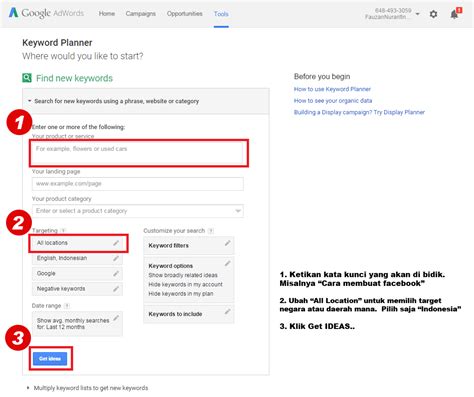 Google AdWords Home Campaigns Opportunities Tools
648-493-3059
FauzanNurarifin...
Keyword Planner
Where would you like to start?
Find new keywords
Search for new keywords using a phrase, website or category
1
Enter one or more of the following:
Your product or service
For example, flowers or used cars
Your landing page
www.example.com/page
Your product category
Enter or select a product category
2
Targeting ?
All locations
English, Indonesian
Google
Negative keywords
Date range ?
Show avg. monthly searches
for: Last 12 months
Customize your search ?
Keyword filters
Keyword options
Show broadly related ideas
Hide keywords in my account
Hide keywords in my plan
Keywords to include
3
Get ideas
Multiply keyword lists to get new keywords
Before you begin
How to use Keyword Planner
How to see your organic data
Building a Display campaign? Try Display Planner
1. Ketikan kata kunci yang akan di bidik.
Misalnya "Cara membuat facebook"
2. Ubah "All Location" untuk memilih target
negara atau daerah mana. Pilih saja "Indonesia"
3. Klik Get IDEAS..